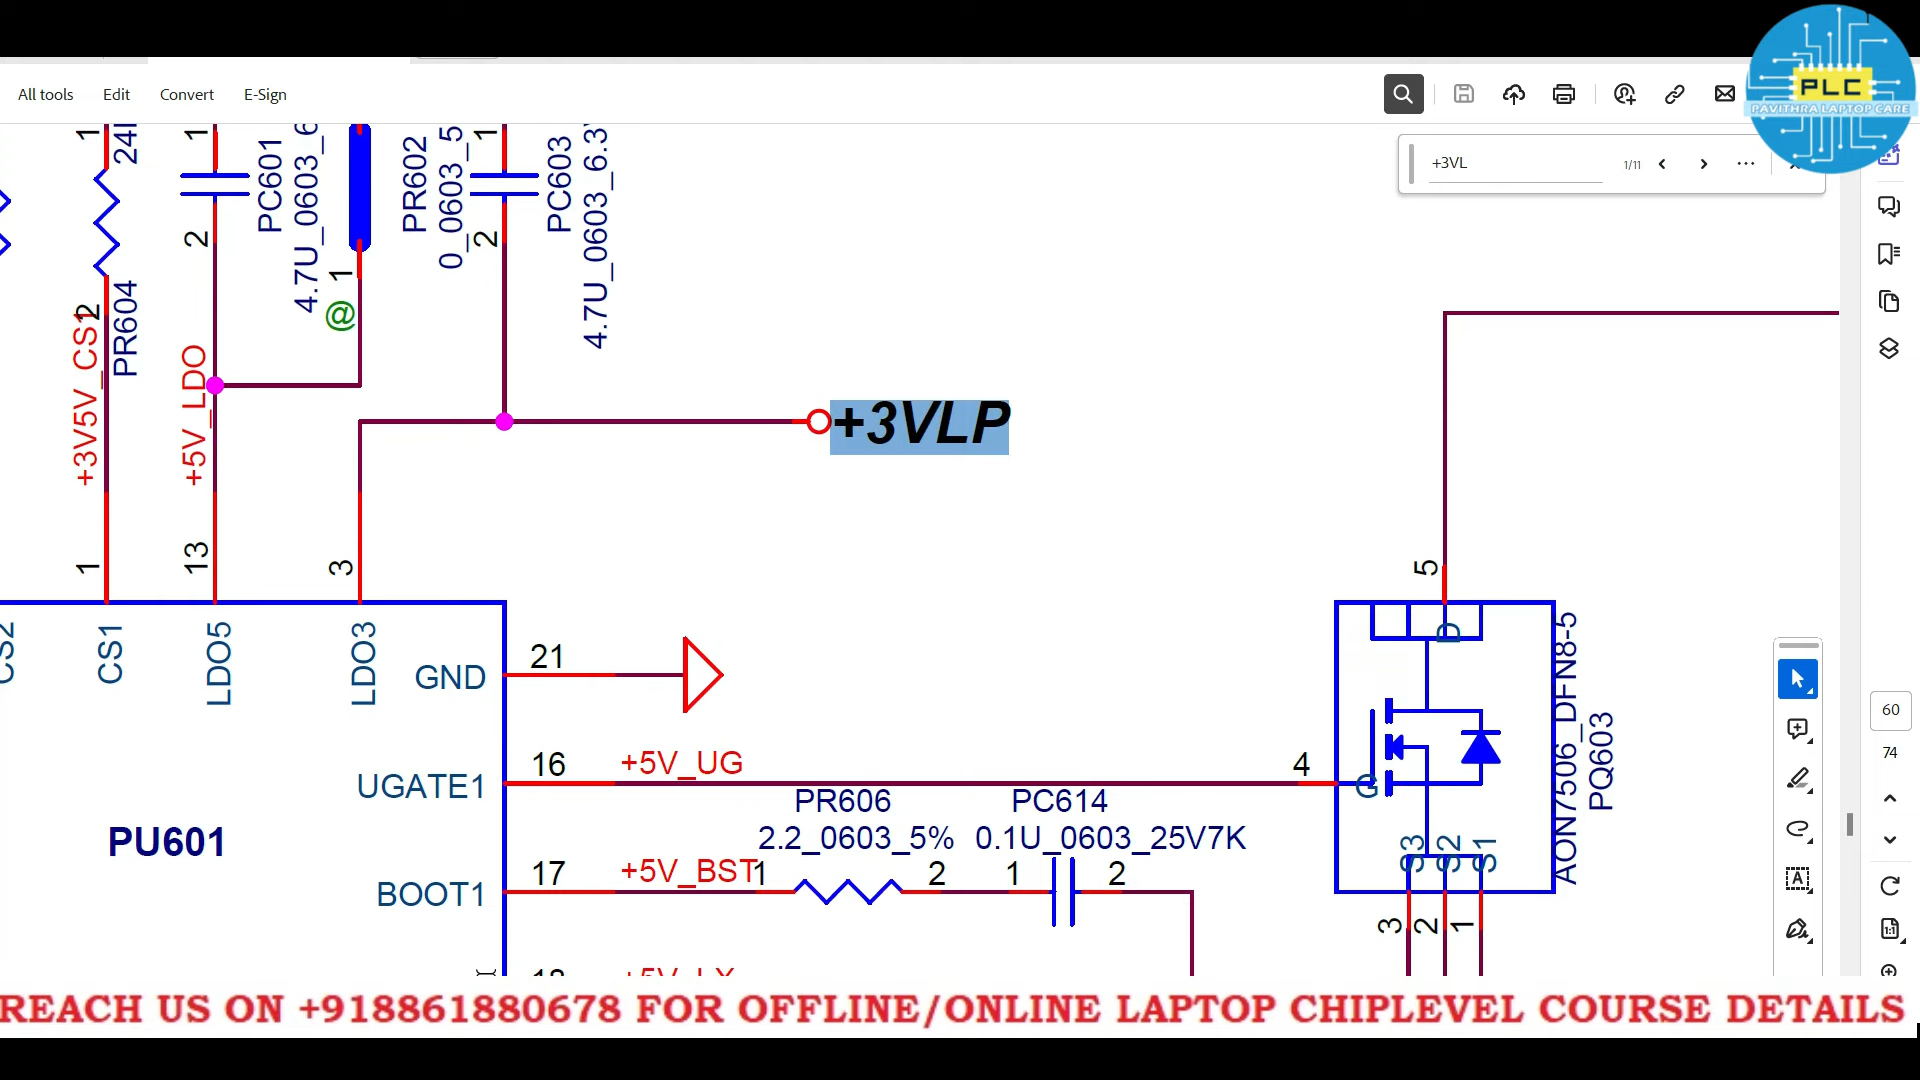 All tools
Edit
Convert
E-Sign
PLC
PAVITHRA LAPTOP CARE
+3VL
1/11
1
1
1
PC601
4.7U_0603_6
PR602
0_0603_5
PC603
4.7U_0603_6.3
2
2
2
1
@
PR604
+3V5V_CS1
+5V_LDO
+3VLP
1
13
3
5
CS2
CS1
LDO5
LDO3
GND
21
D
UGATE1
16
+5V_UG
4
G
PR606
2.2_0603_5%
PC614
0.1U_0603_25V7K
PU601
BOOT1
17
+5V_BST
1
2
1
2
S3
S2
S1
3
2
1
AON7506_DFN8-5
PQ603
60
74
REACH US ON +918861880678 FOR OFFLINE/ONLINE LAPTOP CHIPLEVEL COURSE DETAILS